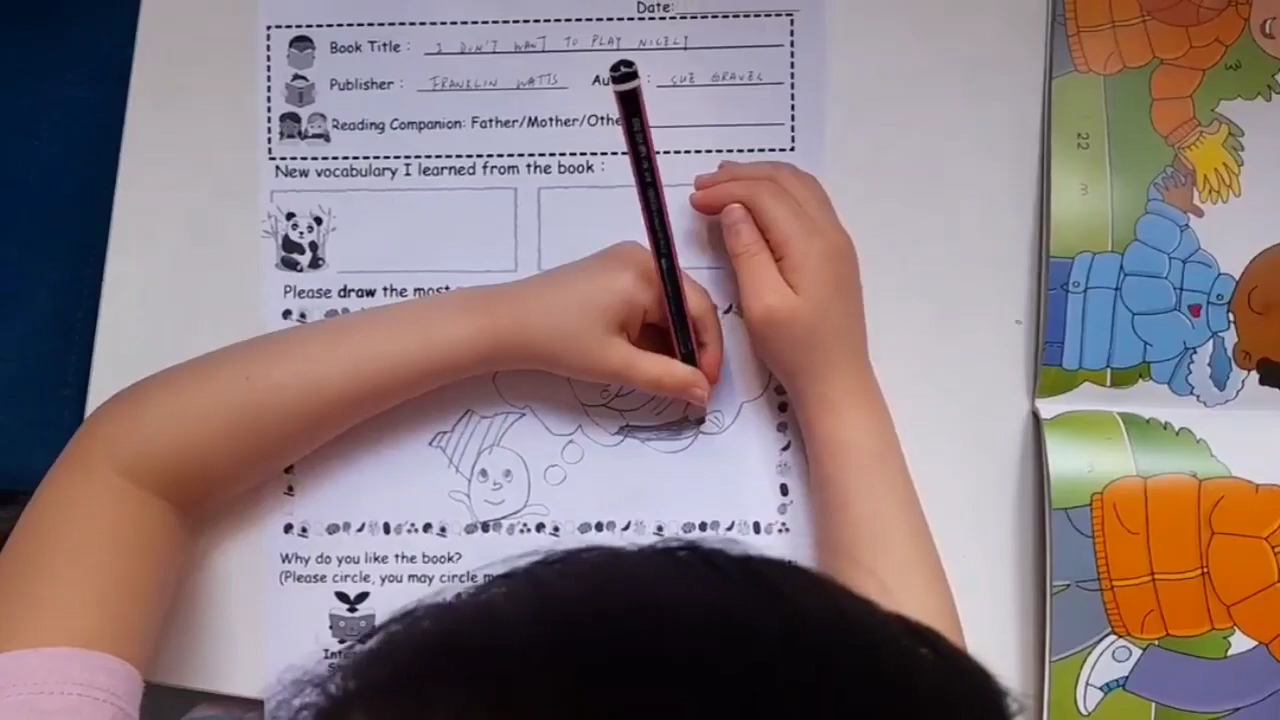 Date:
Book Title : I DON'T WANT TO PLAY NICELY
Publisher : FRANKLIN WATTS Au : SUE GRAVES
Reading Companion: Father/Mother/Othe
New vocabulary I learned from the book :
Please draw the most
Why do you like the book?
(Please circle, you may circle m
Inte
22